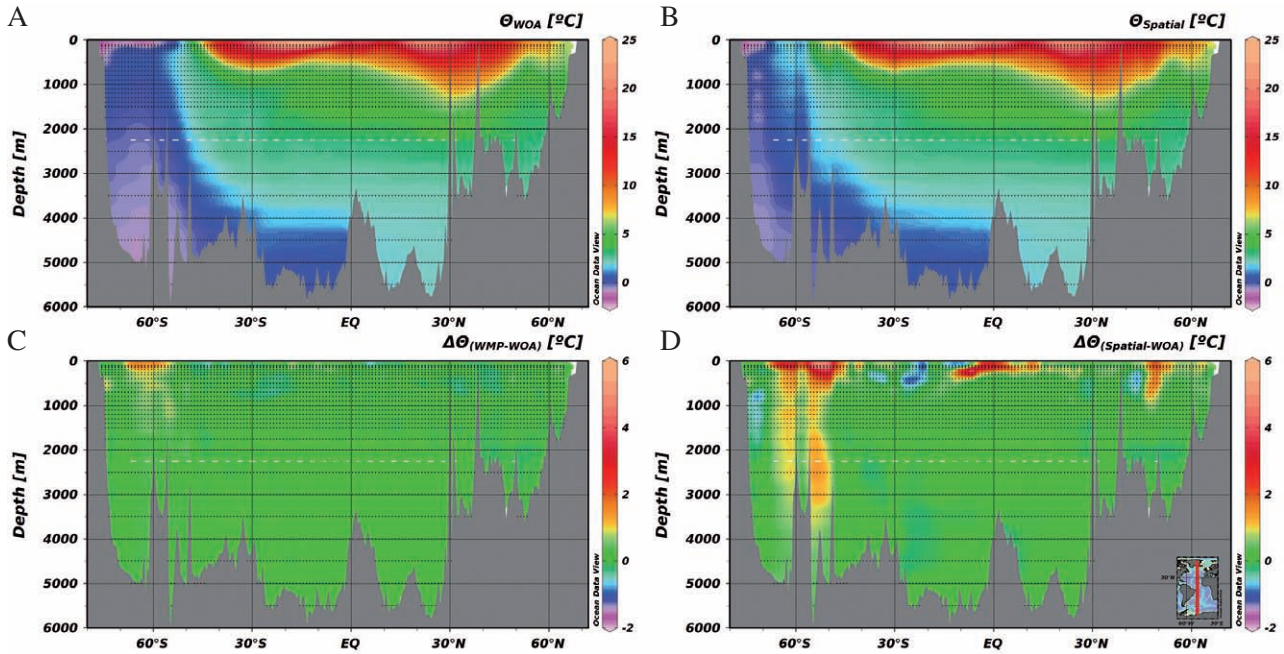 A
Θ_WOA [ºC]
B
Θ_Spatial [ºC]
0
1000
2000
3000
4000
5000
6000
Depth [m]
60°S
30°S
EQ
30°N
60°N
25
20
15
10
5
0
Ocean Data View
0
1000
2000
3000
4000
5000
6000
Depth [m]
60°S
30°S
EQ
30°N
60°N
25
20
15
10
5
0
Ocean Data View
C
ΔΘ_(WMP-WOA) [ºC]
D
ΔΘ_(Spatial-WOA) [ºC]
0
1000
2000
3000
4000
5000
6000
Depth [m]
60°S
30°S
EQ
30°N
60°N
6
4
2
0
-2
Ocean Data View
0
1000
2000
3000
4000
5000
6000
Depth [m]
60°S
30°S
EQ
30°N
60°N
6
4
2
0
-2
Ocean Data View